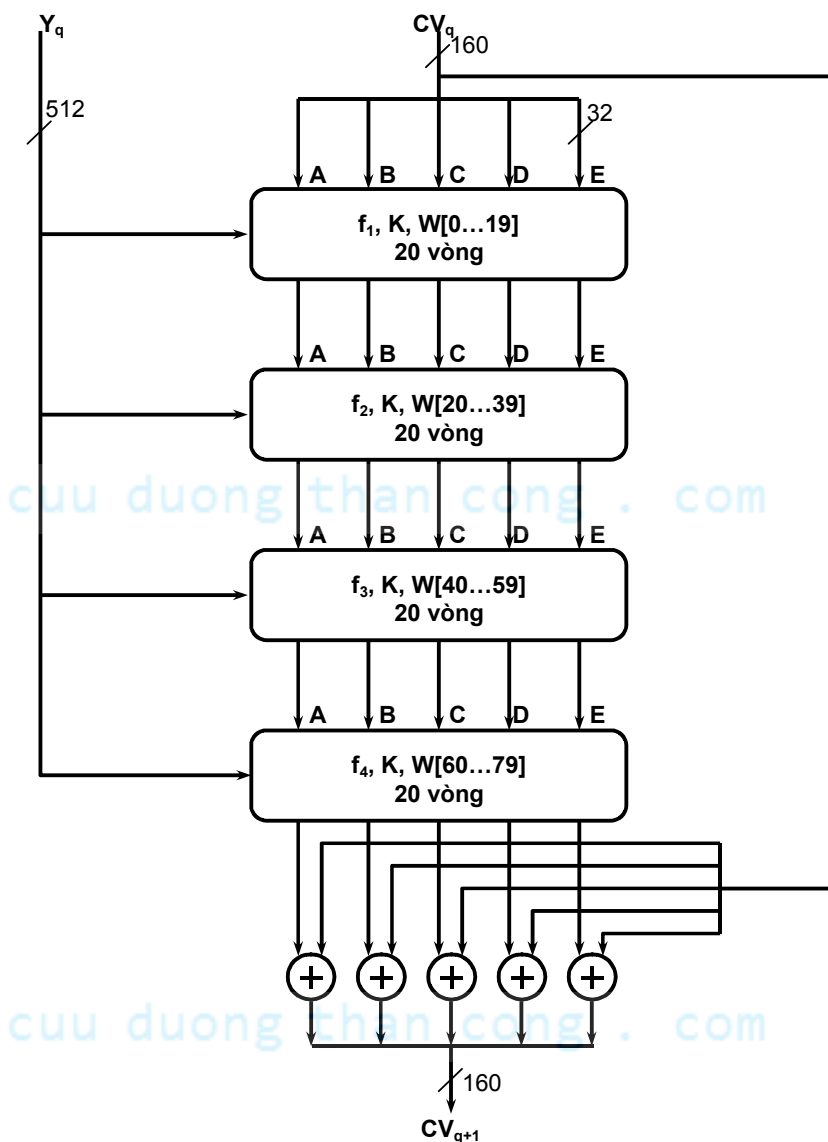 Yq CVq
160
512 32
A B C D E
f1, K, W[0…19]
20 vòng
A B C D E
f2, K, W[20…39]
20 vòng
cuu duong than cong . com
A B C D E
f3, K, W[40…59]
20 vòng
A B C D E
f4, K, W[60…79]
20 vòng
+ + + + +
cuu duong than cong . com
160
CVq+1